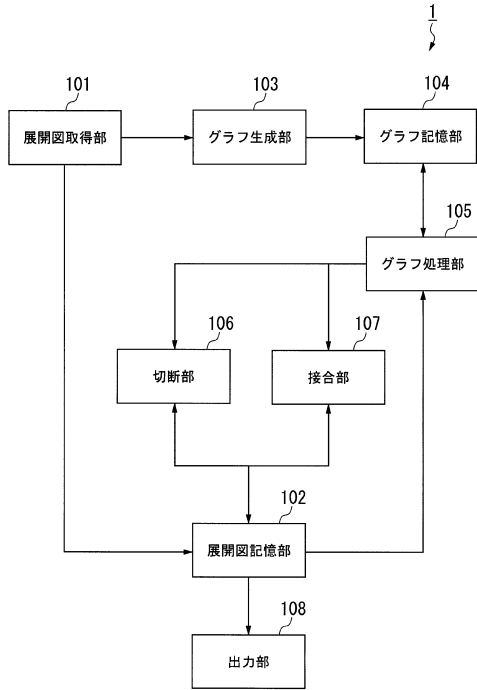 1
101
103
104
展開図取得部
グラフ生成部
グラフ記憶部
105
グラフ処理部
106
107
切断部
接合部
102
展開図記憶部
108
出力部